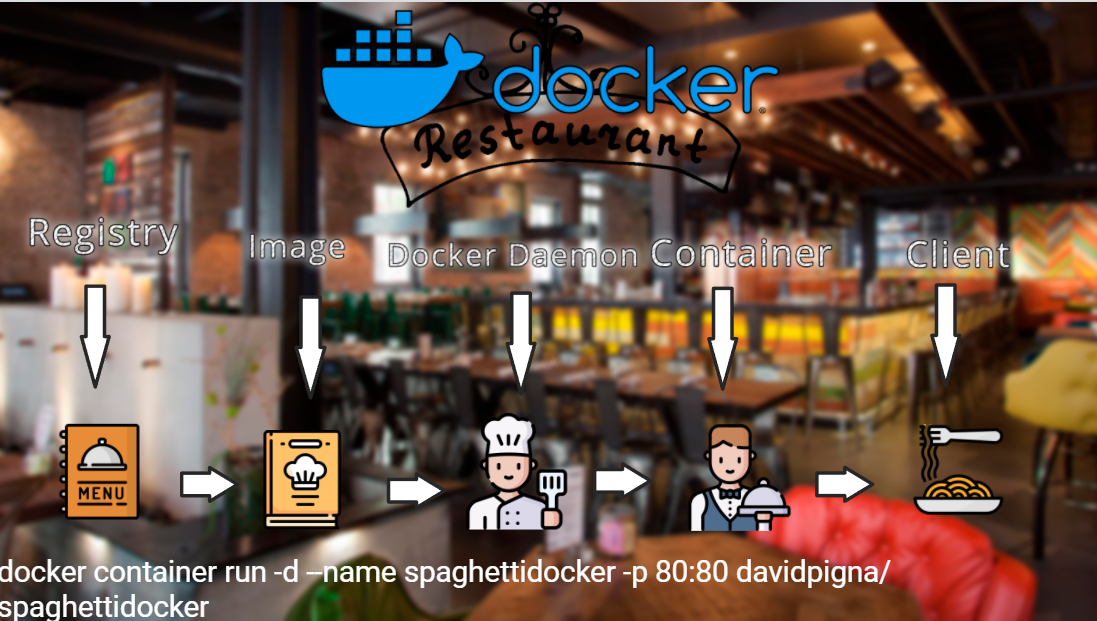 docker
Restaurant
Registry
Image
Docker Daemon
Container
Client
MENU
docker container run -d –name spaghettidocker -p 80:80 davidpigna/
spaghettidocker